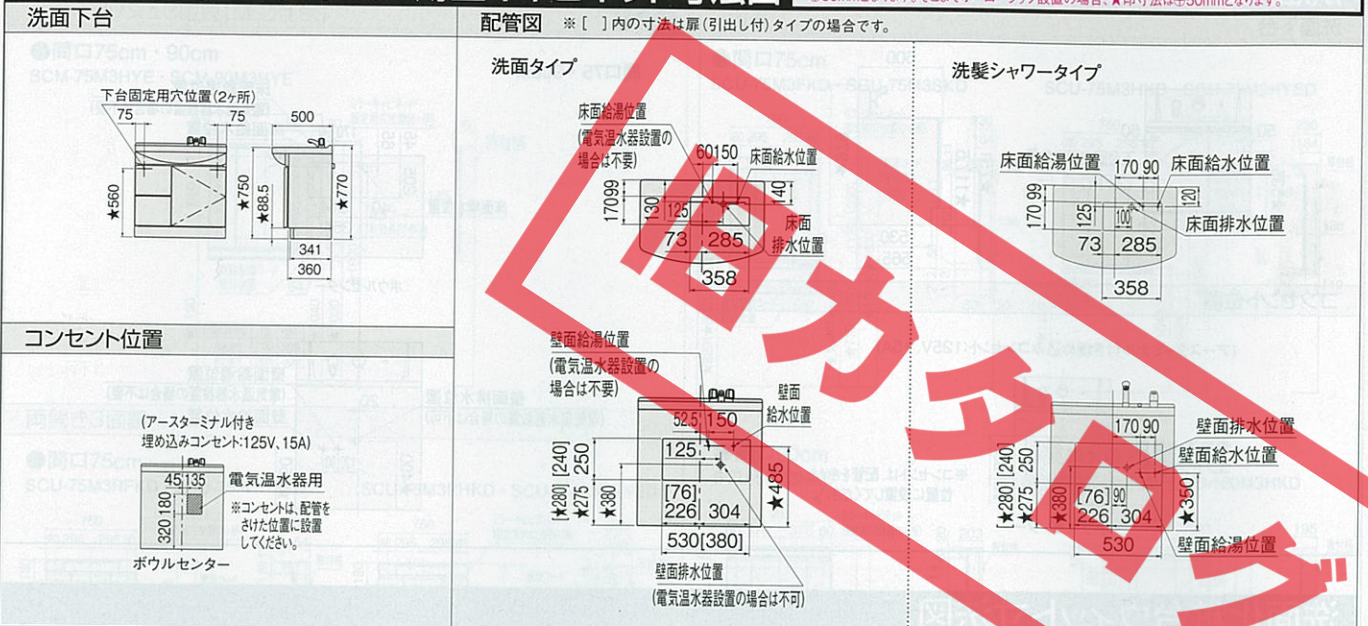 寸法図
洗面下台
下台固定用穴位置(2ヶ所)
75
75
500
★560
★750
★88.5
★770
341
360
コンセント位置
(アースターミナル付き
埋め込みコンセント:125V、15A)
45
135
電気温水器用
180
320
※コンセントは、配管を
さけた位置に設置
してください。
ボウルセンター
配管図 ※[ ]内の寸法は扉(引出し付)タイプの場合です。
洗面タイプ
床面給湯位置
(電気温水器設置の
場合は不要)
60 150
床面給水位置
170 99
30
125
40
床面
排水位置
73
285
358
壁面給湯位置
(電気温水器設置の
場合は不要)
壁面
給水位置
52.5
150
125
★280 [240]
★275 250
★380
[76]
226
304
★485
530[380]
壁面排水位置
(電気温水器設置の場合は不可)
洗髪シャワータイプ
床面給湯位置
170 90
床面給水位置
170 99
125
100
120
床面排水位置
73
285
358
170 90
壁面排水位置
壁面給水位置
[★280] [240]
★275 250
★380
[76]
226
90
304
★350
530
壁面給湯位置
旧カタログ